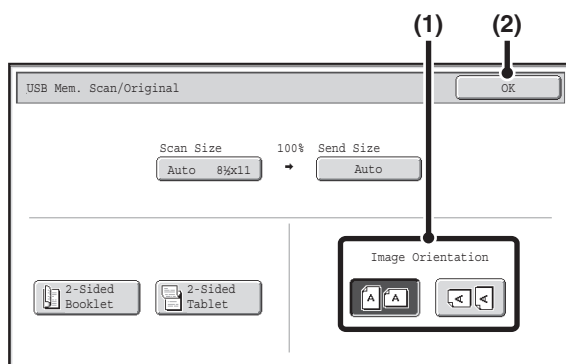 (1) (2)
USB Mem. Scan/Original OK
Scan Size 100% Send Size
Auto 8½x11 → Auto
Image Orientation
2-Sided Booklet
2-Sided Tablet
A A A A